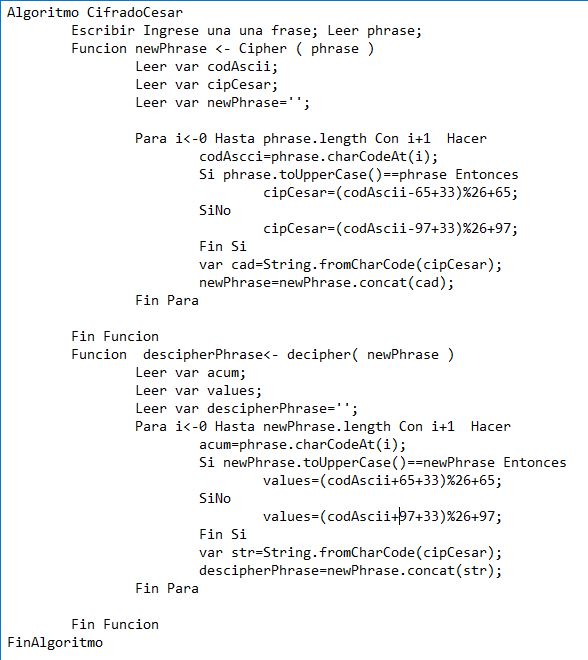 Algoritmo CifradoCesar
Escribir Ingrese una una frase; Leer phrase;
Funcion newPhrase <- Cipher ( phrase )
Leer var codAscii;
Leer var cipCesar;
Leer var newPhrase='';
Para i<-0 Hasta phrase.length Con i+1  Hacer
codAscci=phrase.charCodeAt(i);
Si phrase.toUpperCase()==phrase Entonces
cipCesar=(codAscii-65+33)%26+65;
SiNo
cipCesar=(codAscii-97+33)%26+97;
Fin Si
var cad=String.fromCharCode(cipCesar);
newPhrase=newPhrase.concat(cad);
Fin Para
Fin Funcion
Funcion  descipherPhrase<- decipher( newPhrase )
Leer var acum;
Leer var values;
Leer var descipherPhrase='';
Para i<-0 Hasta newPhrase.length Con i+1  Hacer
acum=phrase.charCodeAt(i);
Si newPhrase.toUpperCase()==newPhrase Entonces
values=(codAscii+65+33)%26+65;
SiNo
values=(codAscii+97+33)%26+97;
Fin Si
var str=String.fromCharCode(cipCesar);
descipherPhrase=newPhrase.concat(str);
Fin Para
Fin Funcion
FinAlgoritmo